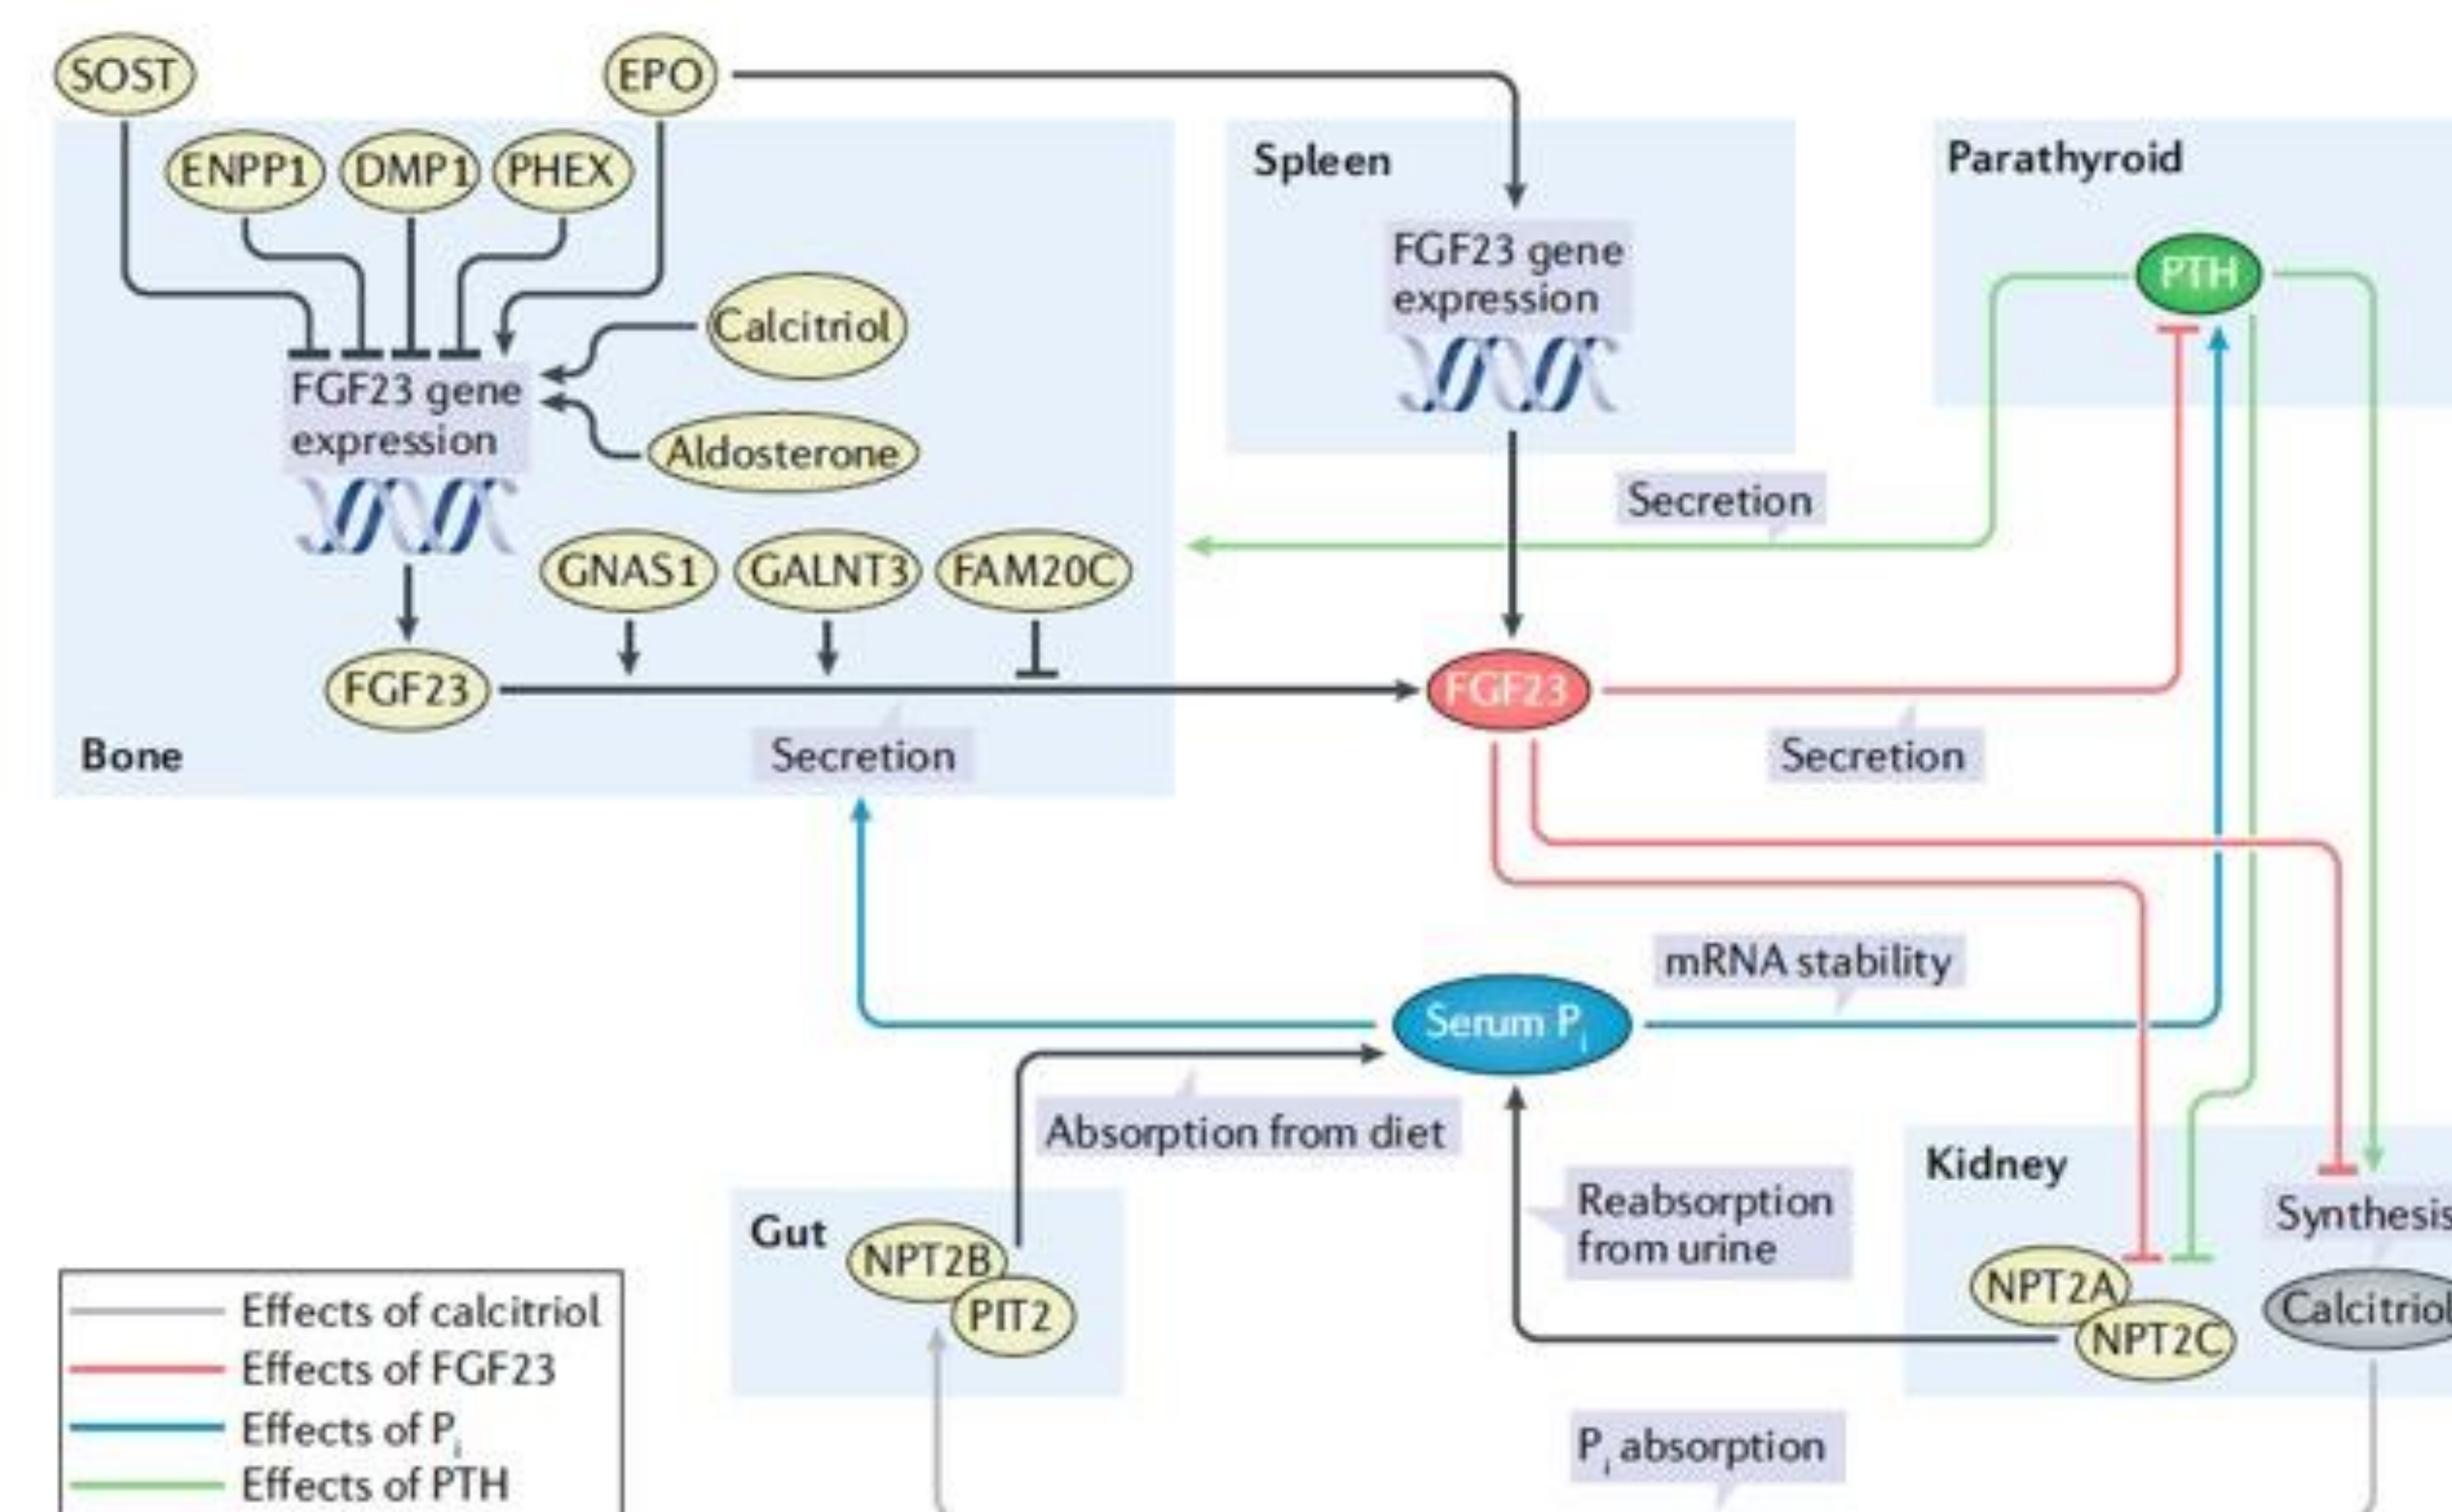 SOST
EPO
ENPP1
DMP1
PHEX
Spleen
Parathyroid
FGF23 gene
expression
PTH
Calcitriol
FGF23 gene
expression
Aldosterone
Secretion
GNAS1
GALNT3
FAM20C
FGF23
FGF23
Bone
Secretion
Secretion
mRNA stability
Serum Pi
Absorption from diet
Kidney
Reabsorption
from urine
Synthesis
Gut
NPT2B
PIT2
NPT2A
NPT2C
Calcitriol
Effects of calcitriol
Effects of FGF23
Effects of Pi
Effects of PTH
Pi absorption